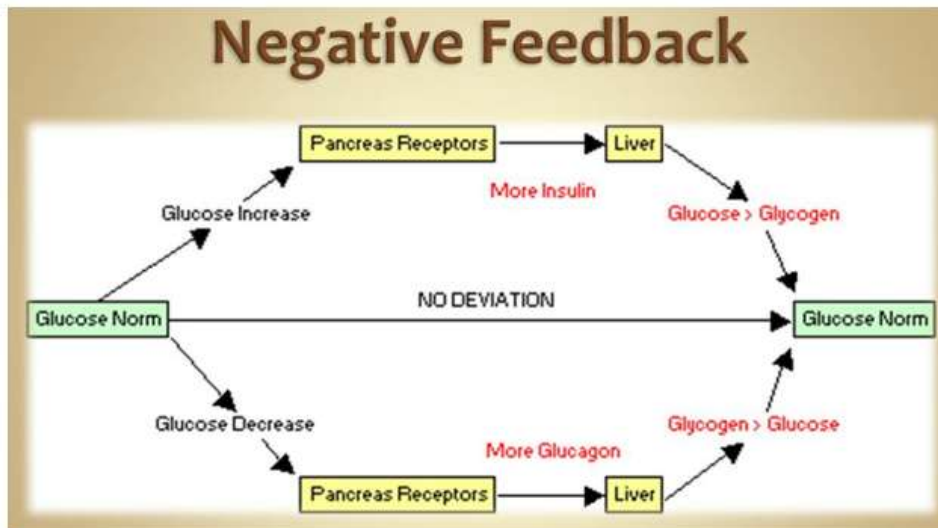 Negative Feedback
Pancreas Receptors
Liver
More Insulin
Glucose Increase
Glucose > Glycogen
NO DEVIATION
Glucose Norm
Glucose Norm
Glucose Decrease
Glycogen > Glucose
More Glucagon
Pancreas Receptors
Liver